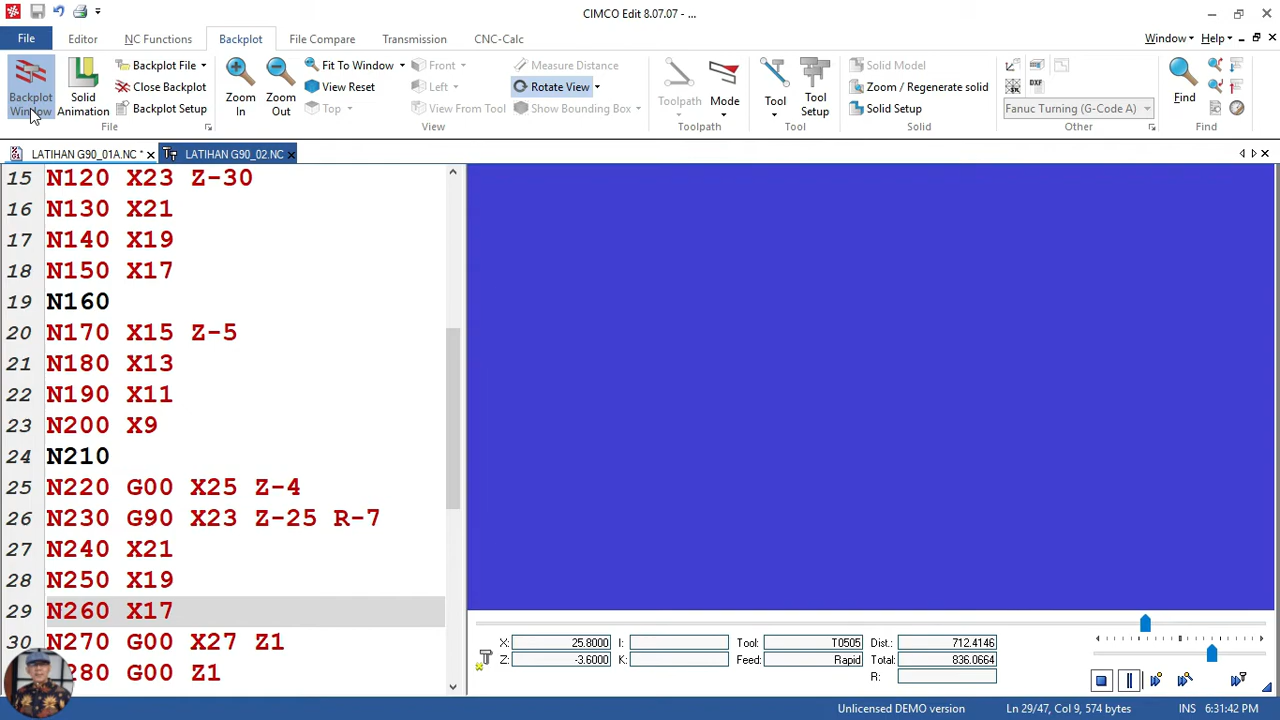 CIMCO Edit 8.07.07 - ...
File Editor NC Functions Backplot File Compare Transmission CNC-Calc Window Help
Backplot Window
Solid Animation
Backplot File
Close Backplot
Backplot Setup
File
Zoom In
Zoom Out
Fit To Window
View Reset
Top
Front
Left
View From Tool
Measure Distance
Rotate View
Show Bounding Box
View
Toolpath
Mode
Toolpath
Tool
Tool Setup
Tool
Solid Model
Zoom / Regenerate solid
Solid Setup
Solid
DXF
Fanuc Turning (G-Code A)
Other
Find
Find
LATIHAN G90_01A.NC * LATIHAN G90_02.NC
15 N120 X23 Z-30
16 N130 X21
17 N140 X19
18 N150 X17
19 N160
20 N170 X15 Z-5
21 N180 X13
22 N190 X11
23 N200 X9
24 N210
25 N220 G00 X25 Z-4
26 N230 G90 X23 Z-25 R-7
27 N240 X21
28 N250 X19
29 N260 X17
30 N270 G00 X27 Z1
280 G00 Z1
X: 25.8000 I: Tool: T0505 Dist.: 712.4146
Z: -3.6000 K: Feed: Rapid Total: 836.0664
R:
Unlicensed DEMO version Ln 29/47, Col 9, 574 bytes INS 6:31:42 PM